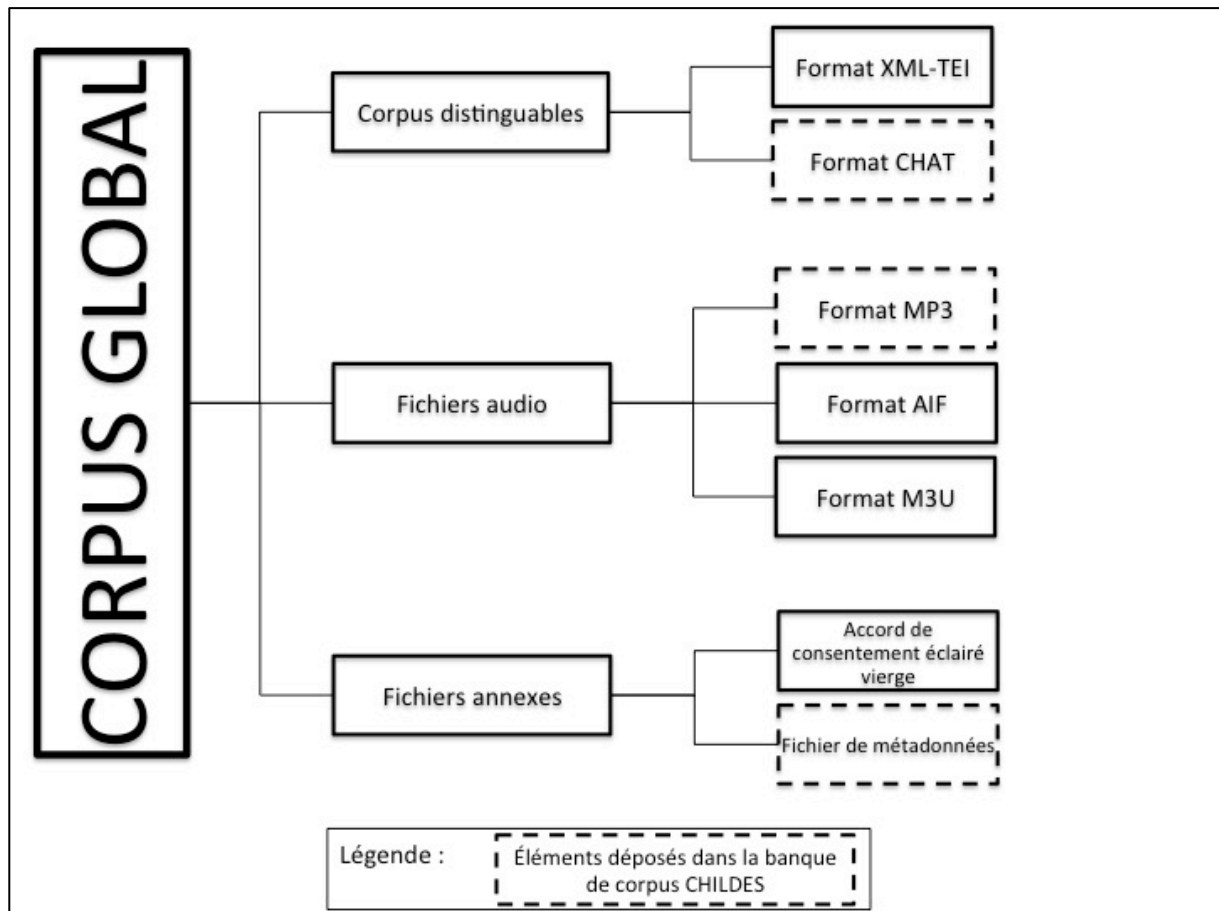 CORPUS GLOBAL
Corpus distinguables
Format XML-TEI
Format CHAT
Fichiers audio
Format MP3
Format AIF
Format M3U
Fichiers annexes
Accord de
consentement éclairé
vierge
Fichier de métadonnées
Légende :
Éléments déposés dans la banque
de corpus CHILDES